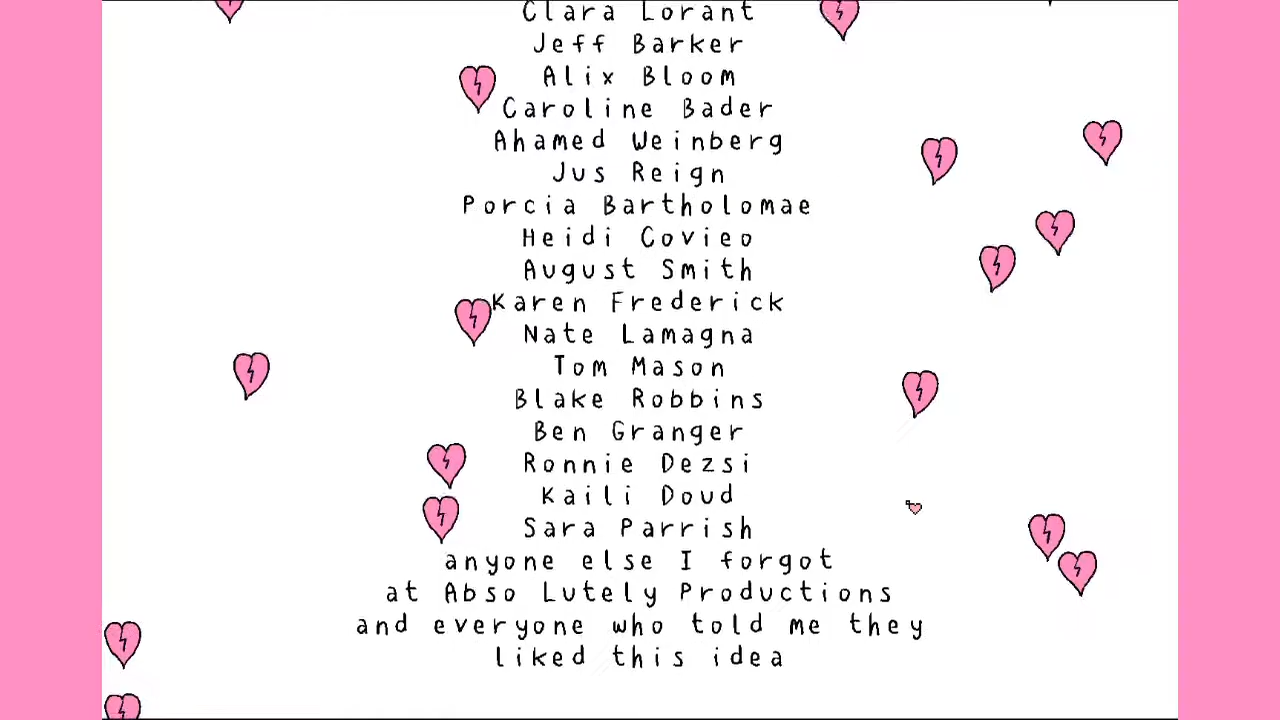 Clara Lorant
Jeff Barker
Alix Bloom
Caroline Bader
Ahamed Weinberg
Jus Reign
Porcia Bartholomae
Heidi Covieo
August Smith
Karen Frederick
Nate Lamagna
Tom Mason
Blake Robbins
Ben Granger
Ronnie Dezsi
Kaili Doud
Sara Parrish
anyone else I forgot
at Abso Lutely Productions
and everyone who told me they
liked this idea